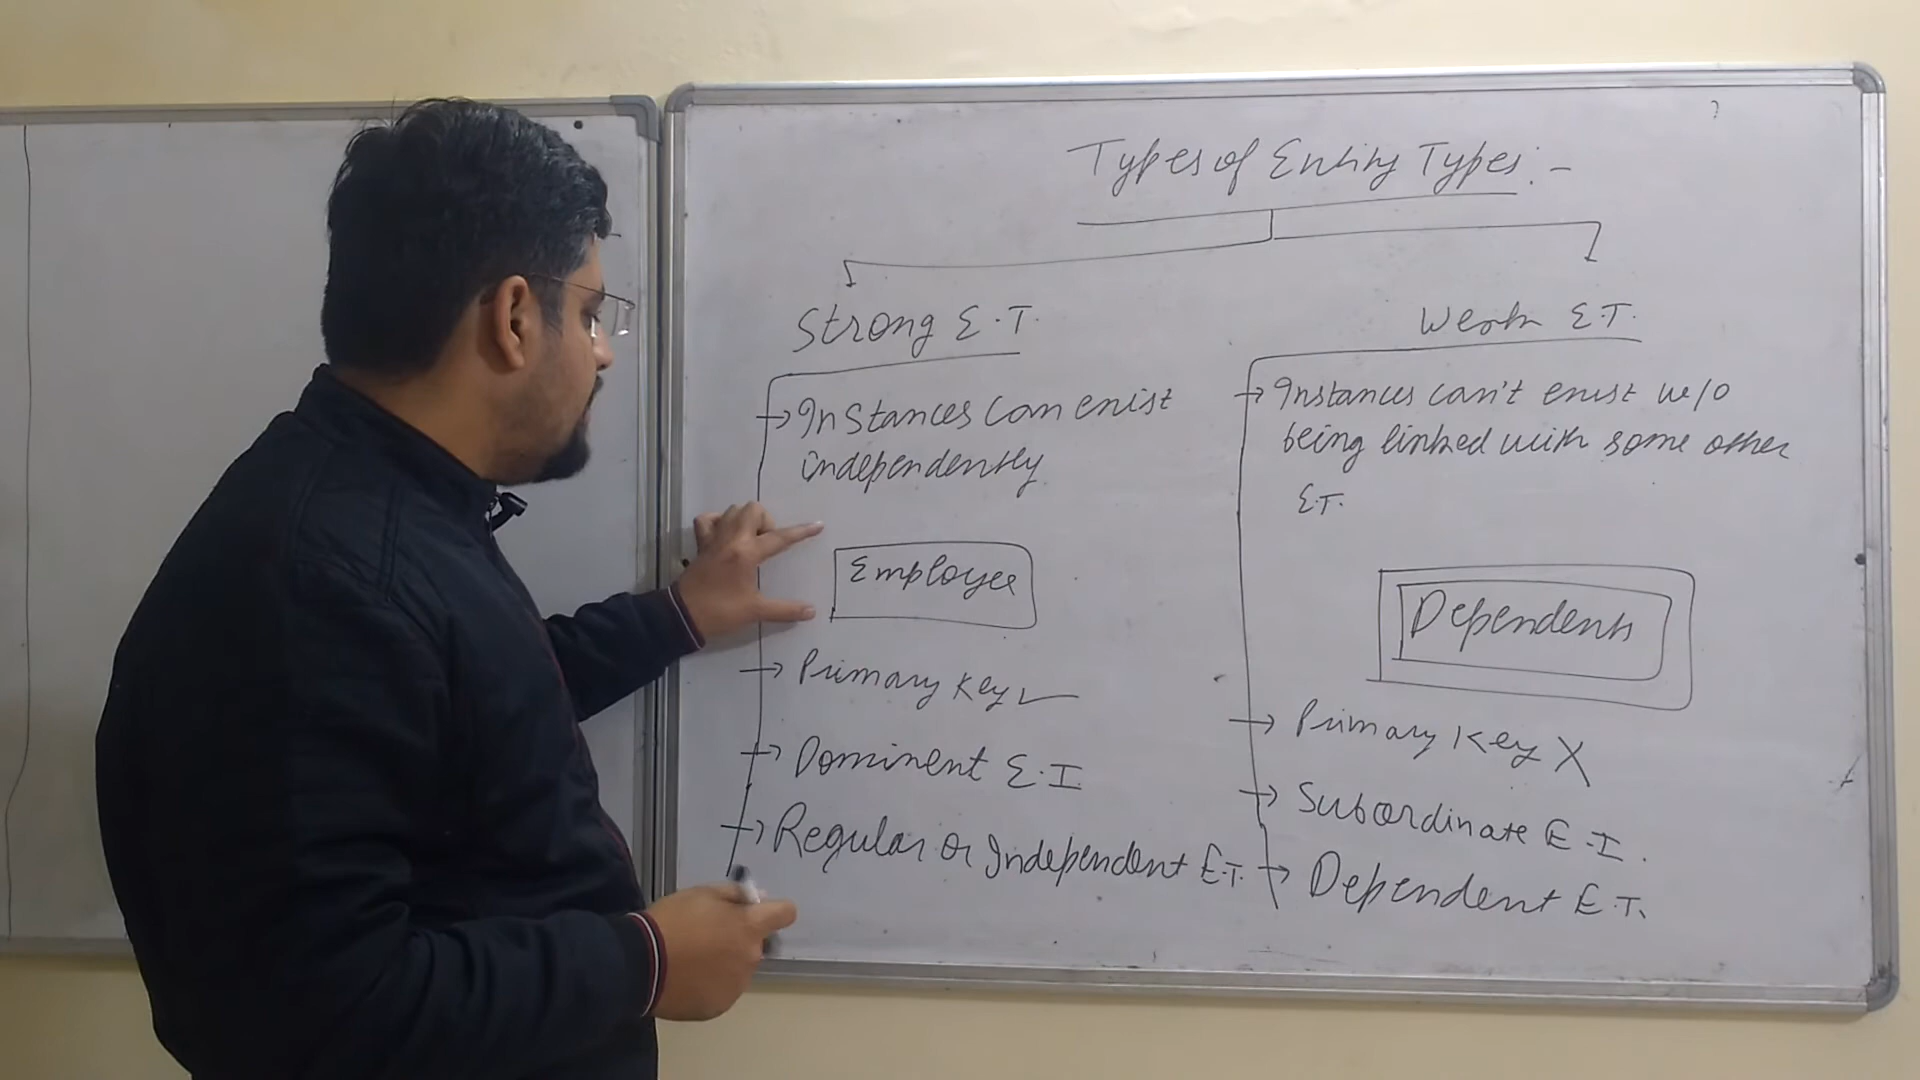 Types of Entity Types:-
Strong E.T.
Instances can exist
independently
Employee
Primary Key ✓
Dominent E.I.
Regular or Independent E.T.
Weak E.T.
Instances can't exist w/o
being linked with some other
E.T.
Dependents
Primary Key X
Subordinate E.I.
Dependent E.T.